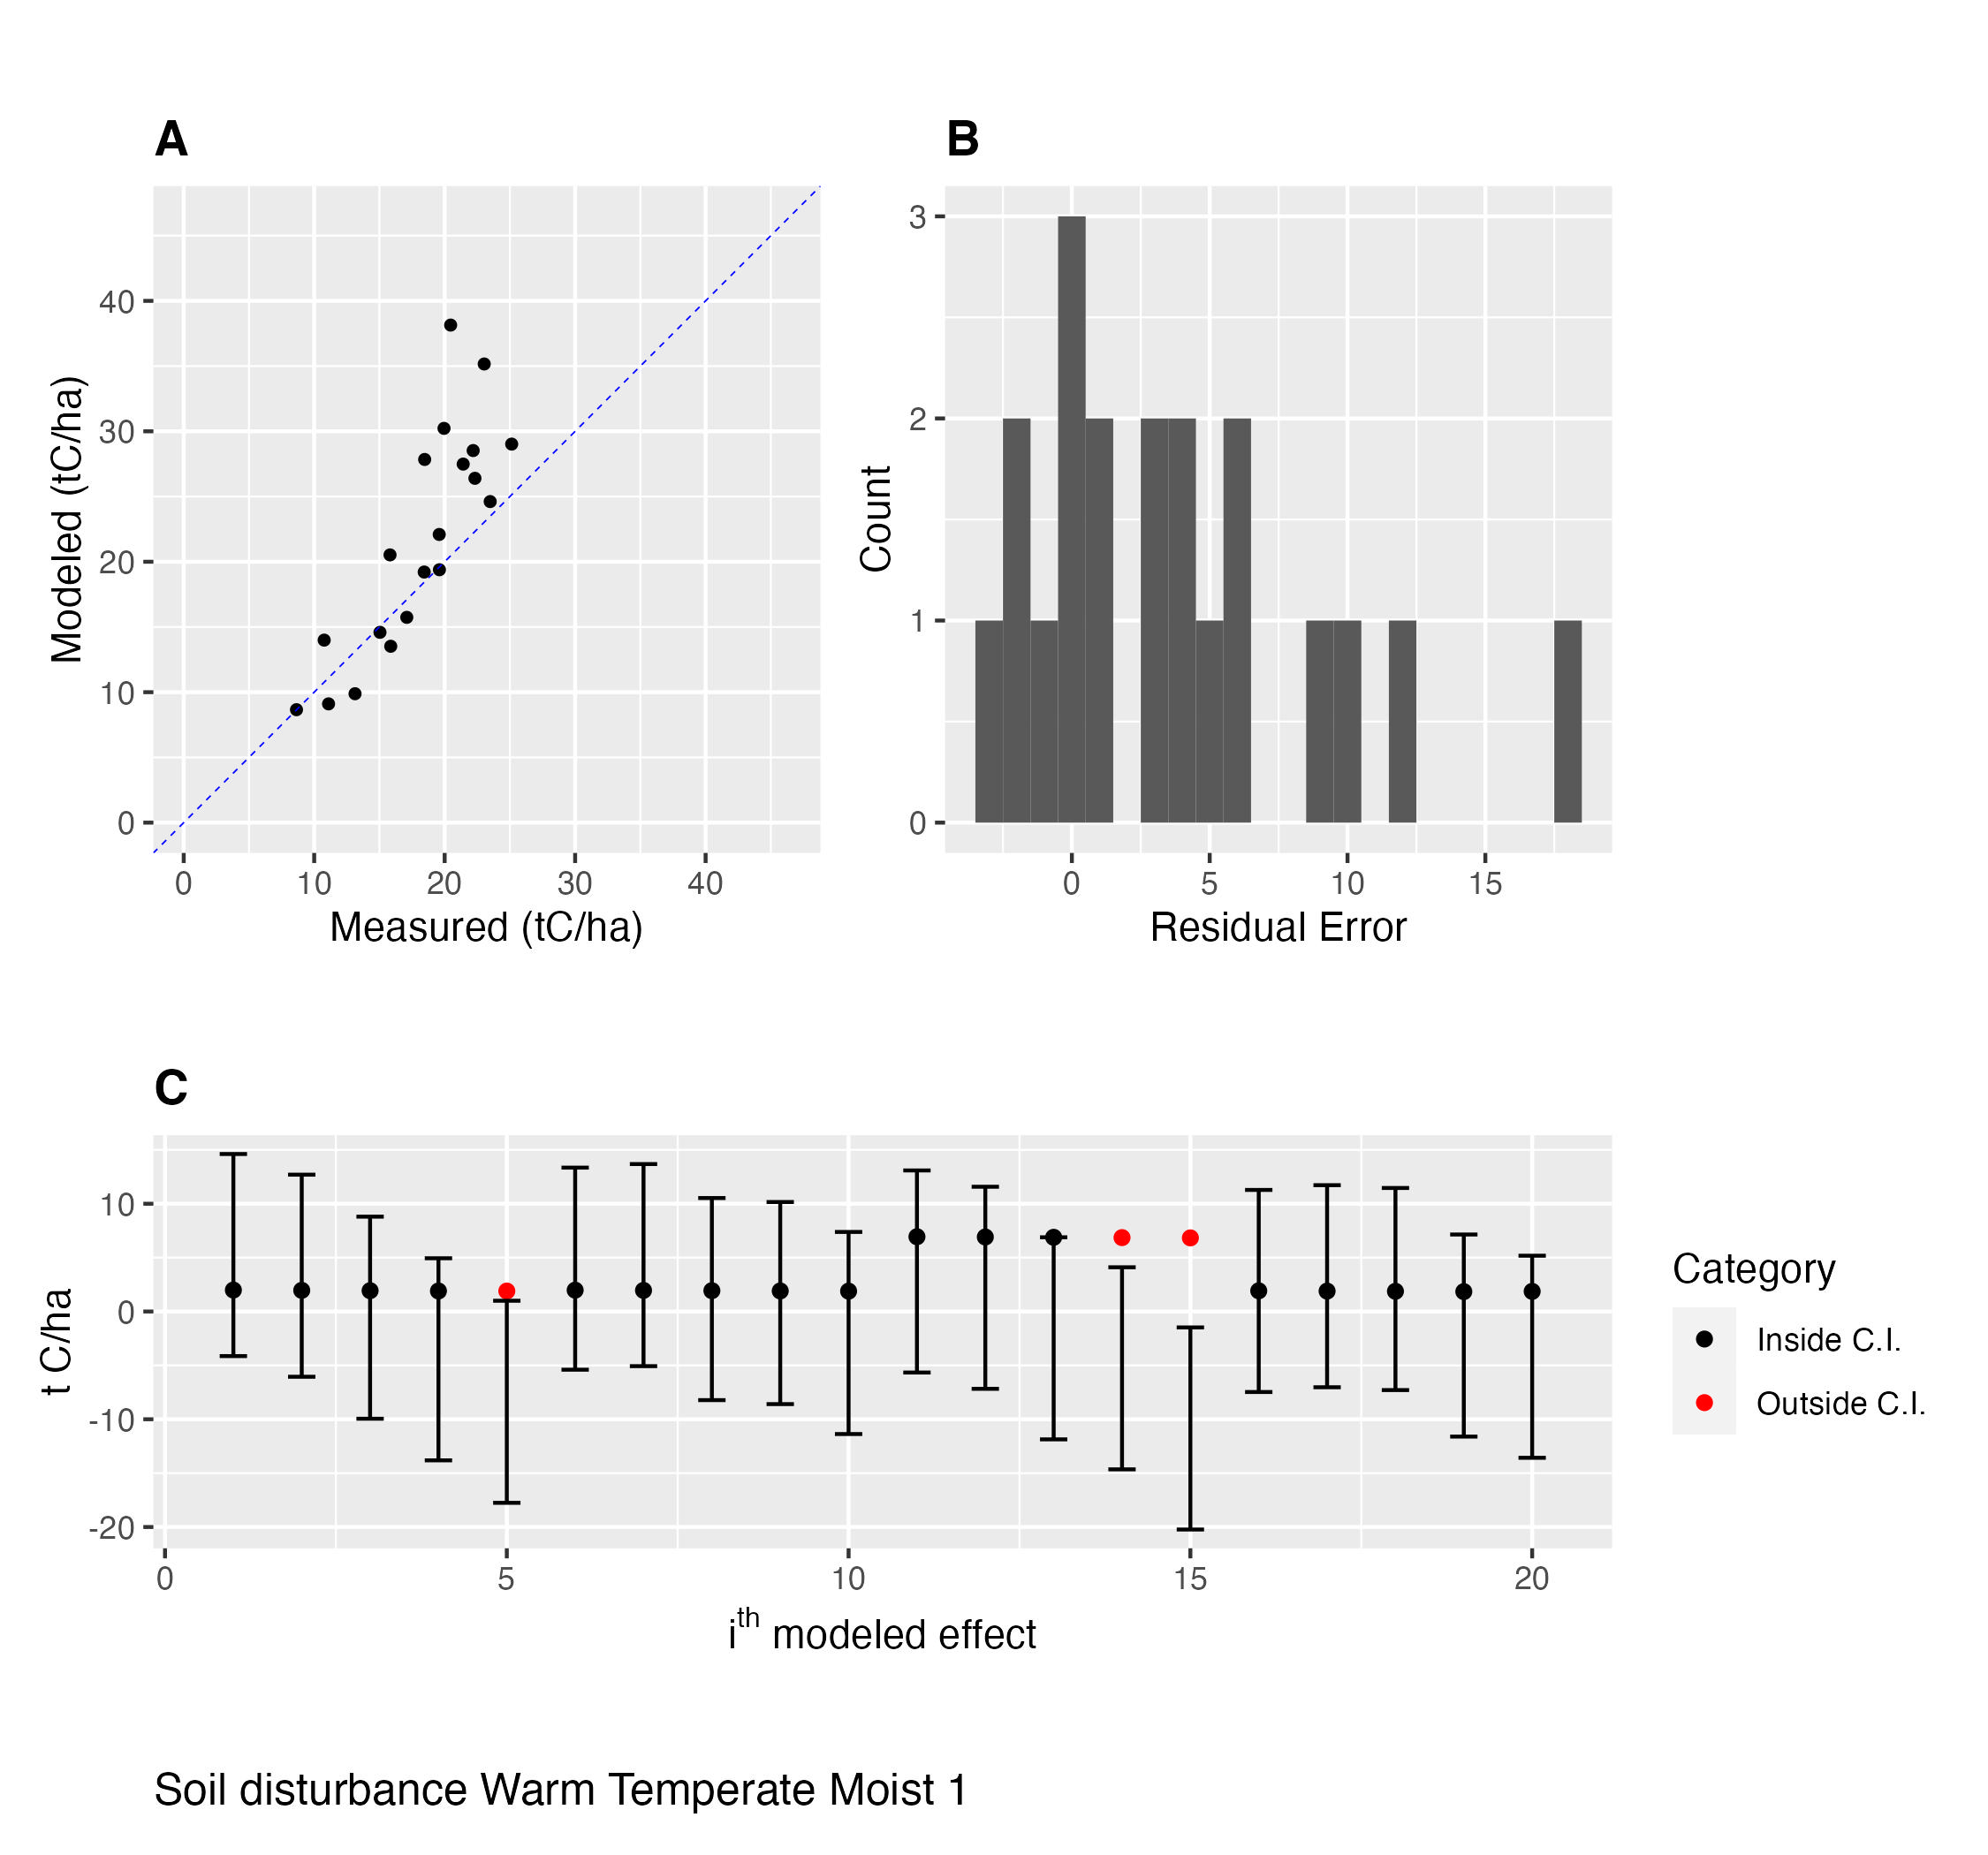 A
B
40
30
20
10
0
Modeled (tC/ha)
0 10 20 30 40
Measured (tC/ha)
3
2
1
0
Count
0 5 10 15
Residual Error
C
10
0
-10
-20
t C/ha
0 5 10 15 20
ith modeled effect
Category
Inside C.I.
Outside C.I.
Soil disturbance Warm Temperate Moist 1